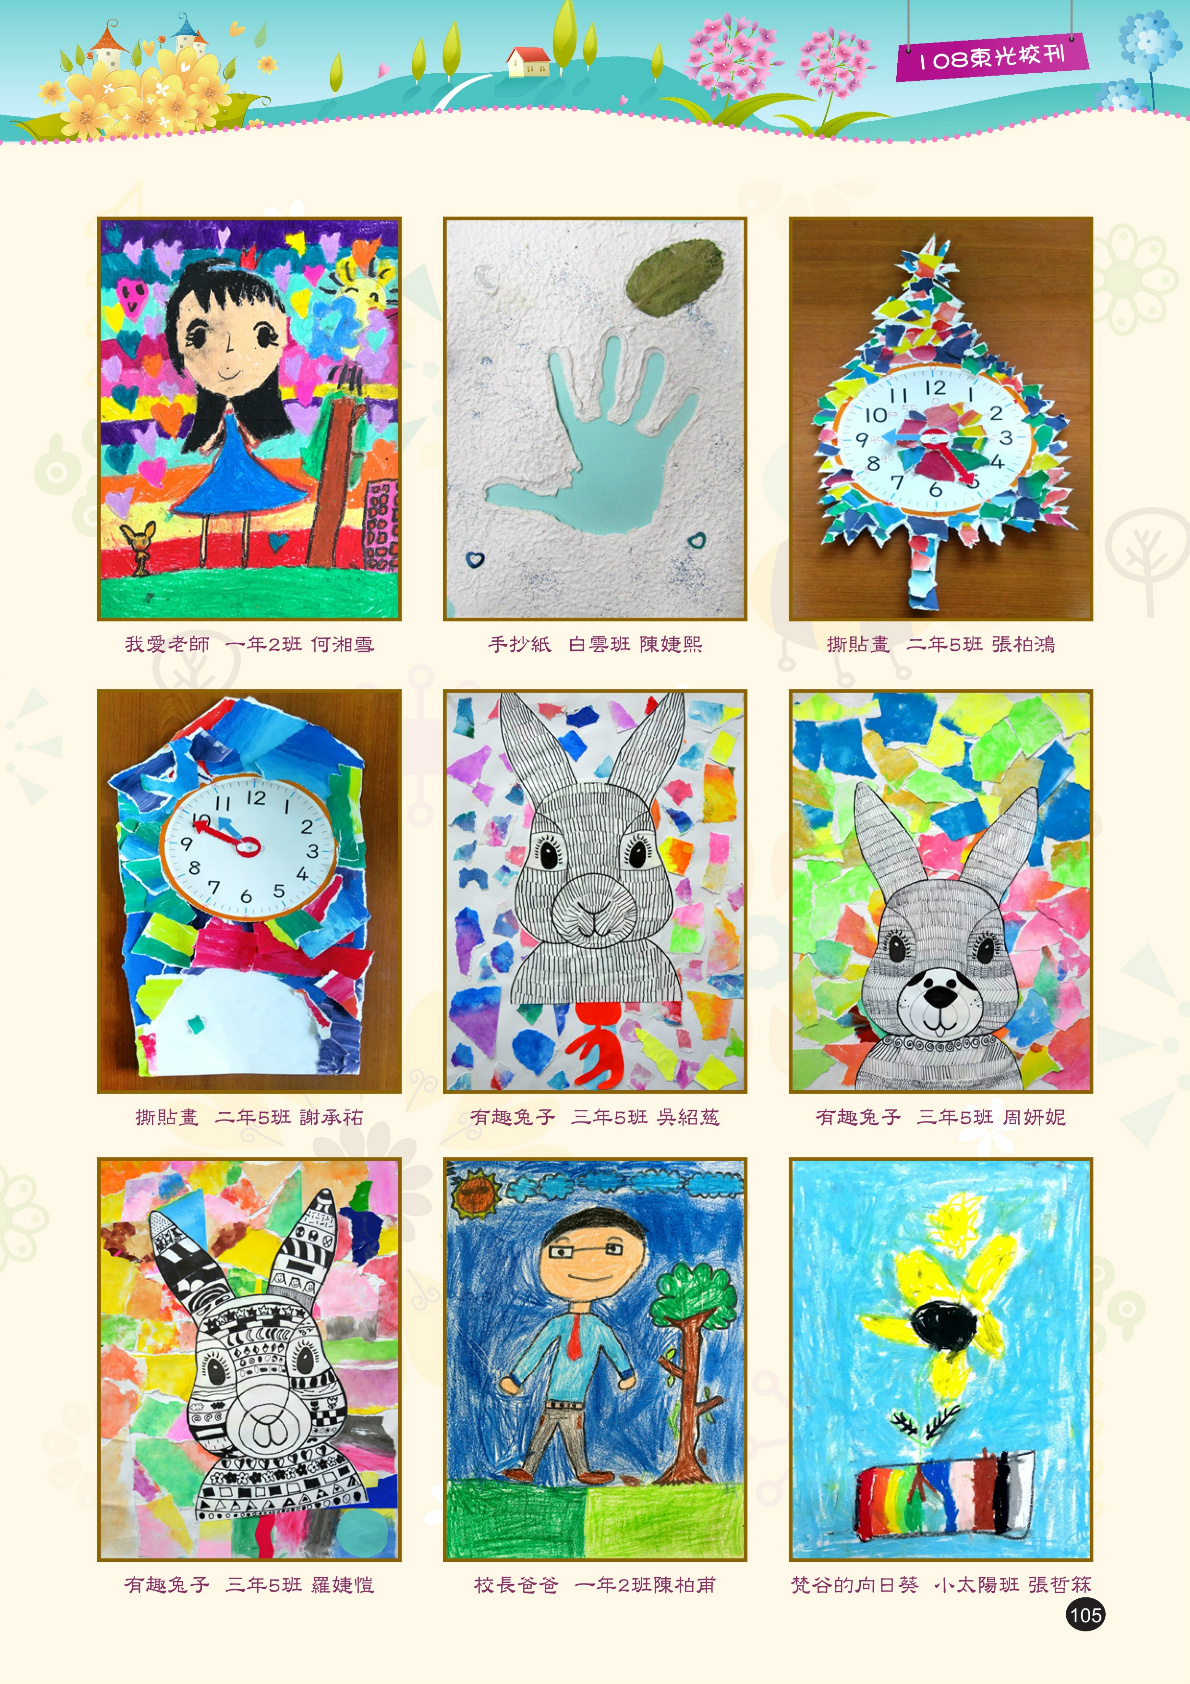 108東光校刊
12
11
1
10
2
9
3
8
4
7
5
6
我愛老師 一年2班 何湘雪
手抄紙 白雲班 陳婕熙
撕貼畫 二年5班 張柏鴻
12
11
1
10
2
9
3
8
4
7
5
6
撕貼畫 二年5班 謝承祐
有趣兔子 三年5班 吳紹慈
有趣兔子 三年5班 周妍妮
有趣兔子 三年5班 羅婕愷
校長爸爸 一年2班陳柏甫
梵谷的向日葵 小太陽班 張哲箖
105